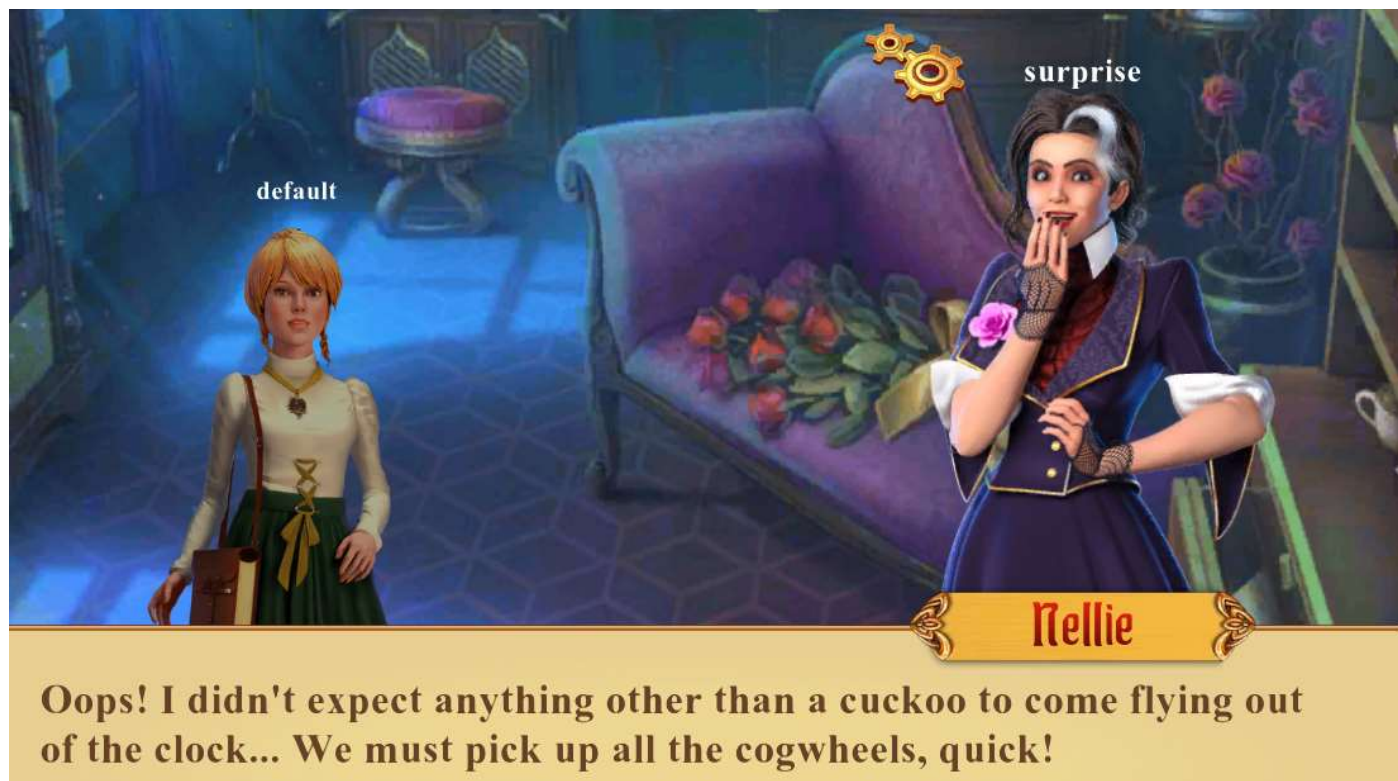 surprise
default
Nellie
Oops! I didn't expect anything other than a cuckoo to come flying out
of the clock... We must pick up all the cogwheels, quick!